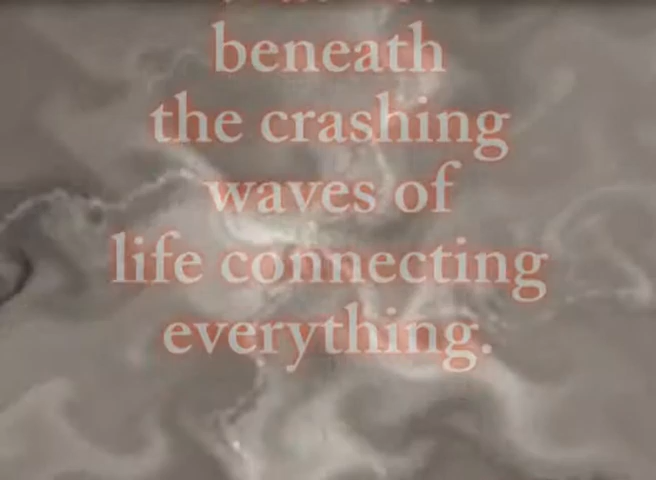 beneath
the crashing
waves of
life connecting
everything.